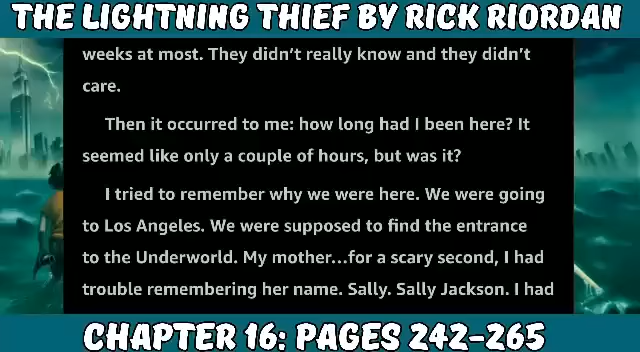 THE LIGHTNING THIEF BY RICK RIORDAN
weeks at most. They didn’t really know and they didn’t
care.
Then it occurred to me: how long had I been here? It
seemed like only a couple of hours, but was it?
I tried to remember why we were here. We were going
to Los Angeles. We were supposed to find the entrance
to the Underworld. My mother...for a scary second, I had
trouble remembering her name. Sally. Sally Jackson. I had
CHAPTER 16: PAGES 242-265